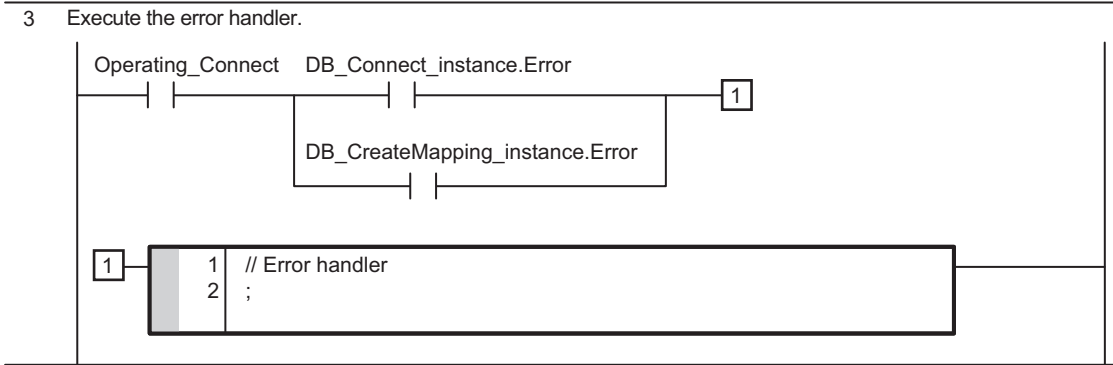 3 Execute the error handler.
Operating_Connect DB_Connect_instance.Error
1
DB_CreateMapping_instance.Error
1
1 // Error handler
2 ;